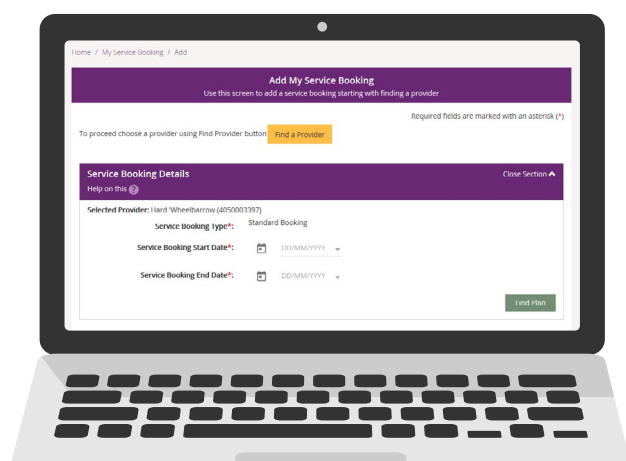 Home / My Service Booking / Add
Add My Service Booking
Use this screen to add a service booking starting with finding a provider
Required fields are marked with an asterisk (*)
To proceed choose a provider using Find Provider button Find a Provider
Service Booking Details
Close Section
Help on this ?
Selected Provider: Hard 'Wheelbarrow (4050003397)
Service Booking Type*: Standard Booking
Service Booking Start Date*: DD/MM/YYYY
Service Booking End Date*: DD/MM/YYYY
Find Plan